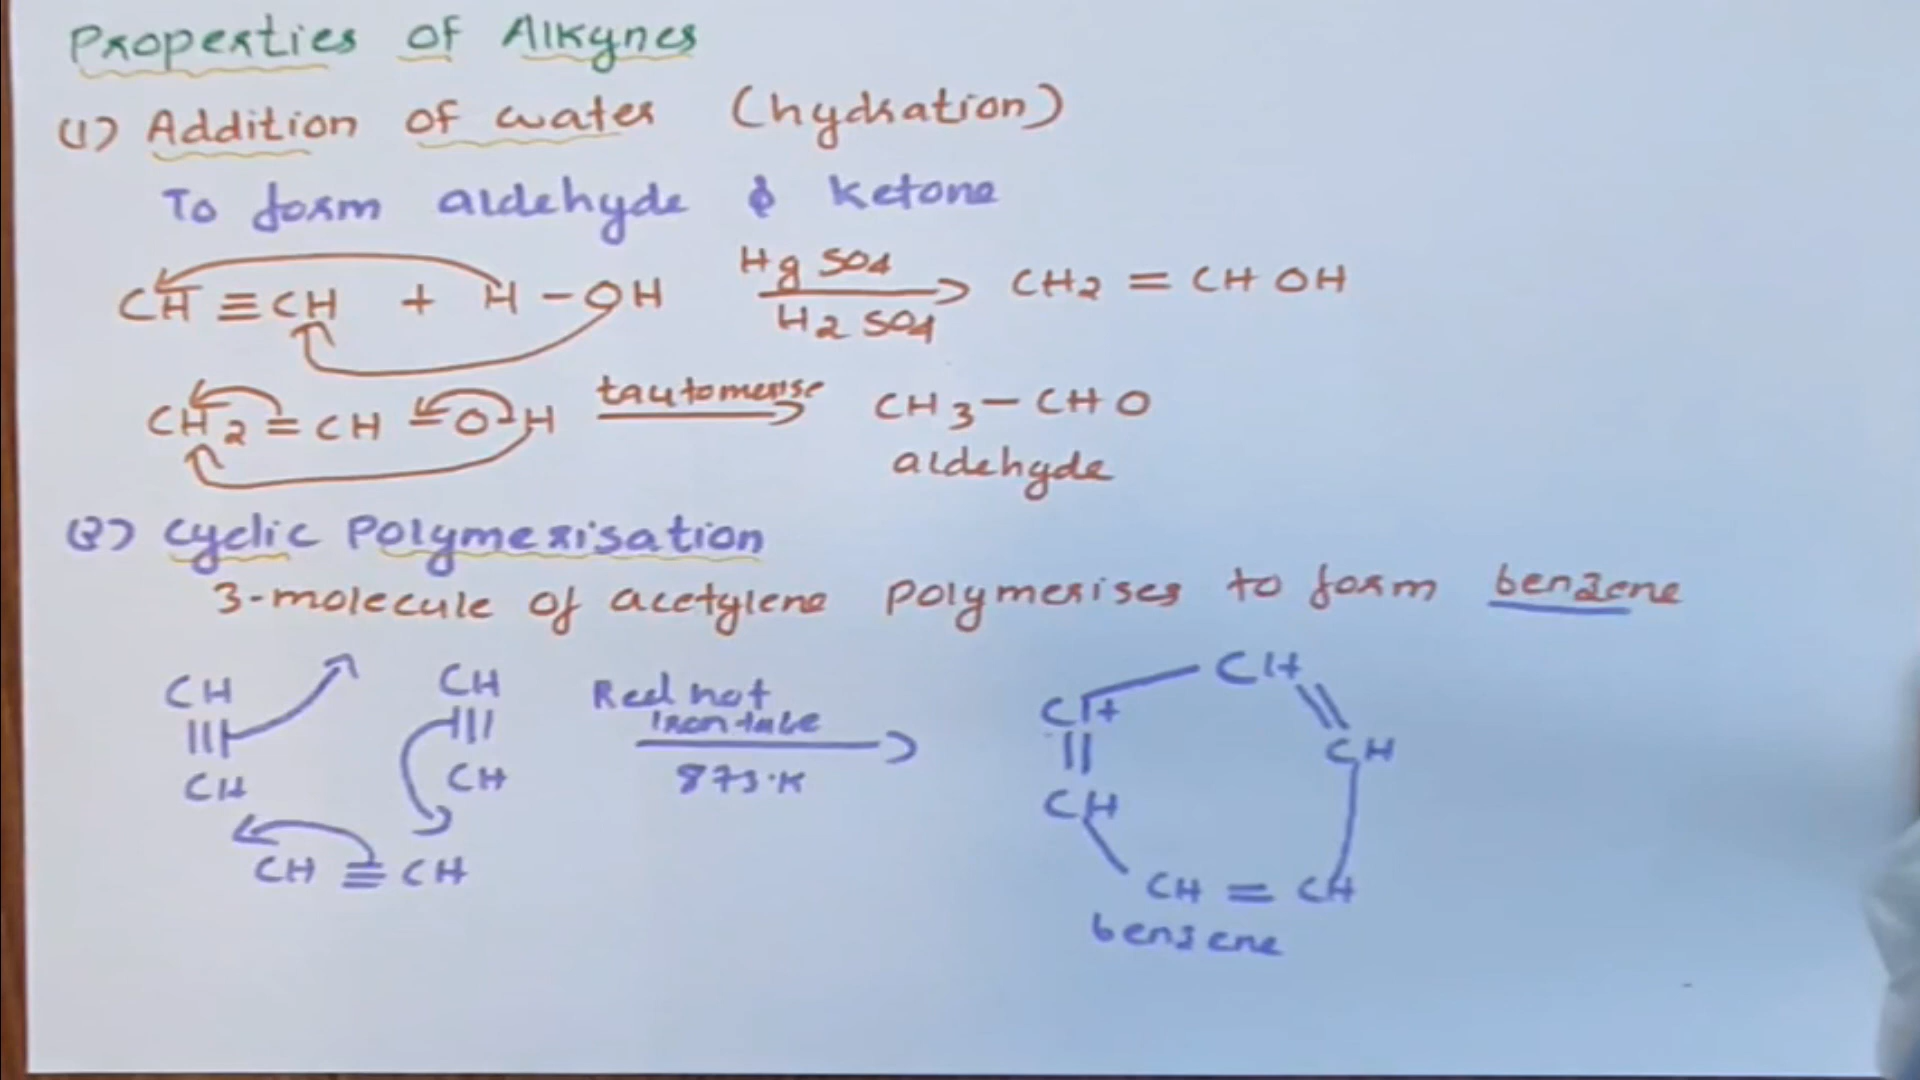 Properties of Alkynes
(1) Addition of water (hydration)
To form aldehyde & ketone
CH ≡ CH + H - OH HgSO4 H2SO4 → CH2 = CHOH
CH2 = CH - O - H tautomerise → CH3 - CHO
aldehyde
(2) Cyclic Polymerisation
3-molecule of acetylene polymerises to form benzene
CH CH Red hot CH
CH
||| ||| Iron tube → || CH
CH CH 873·K CH
CH ≡ CH CH = CH
benzene